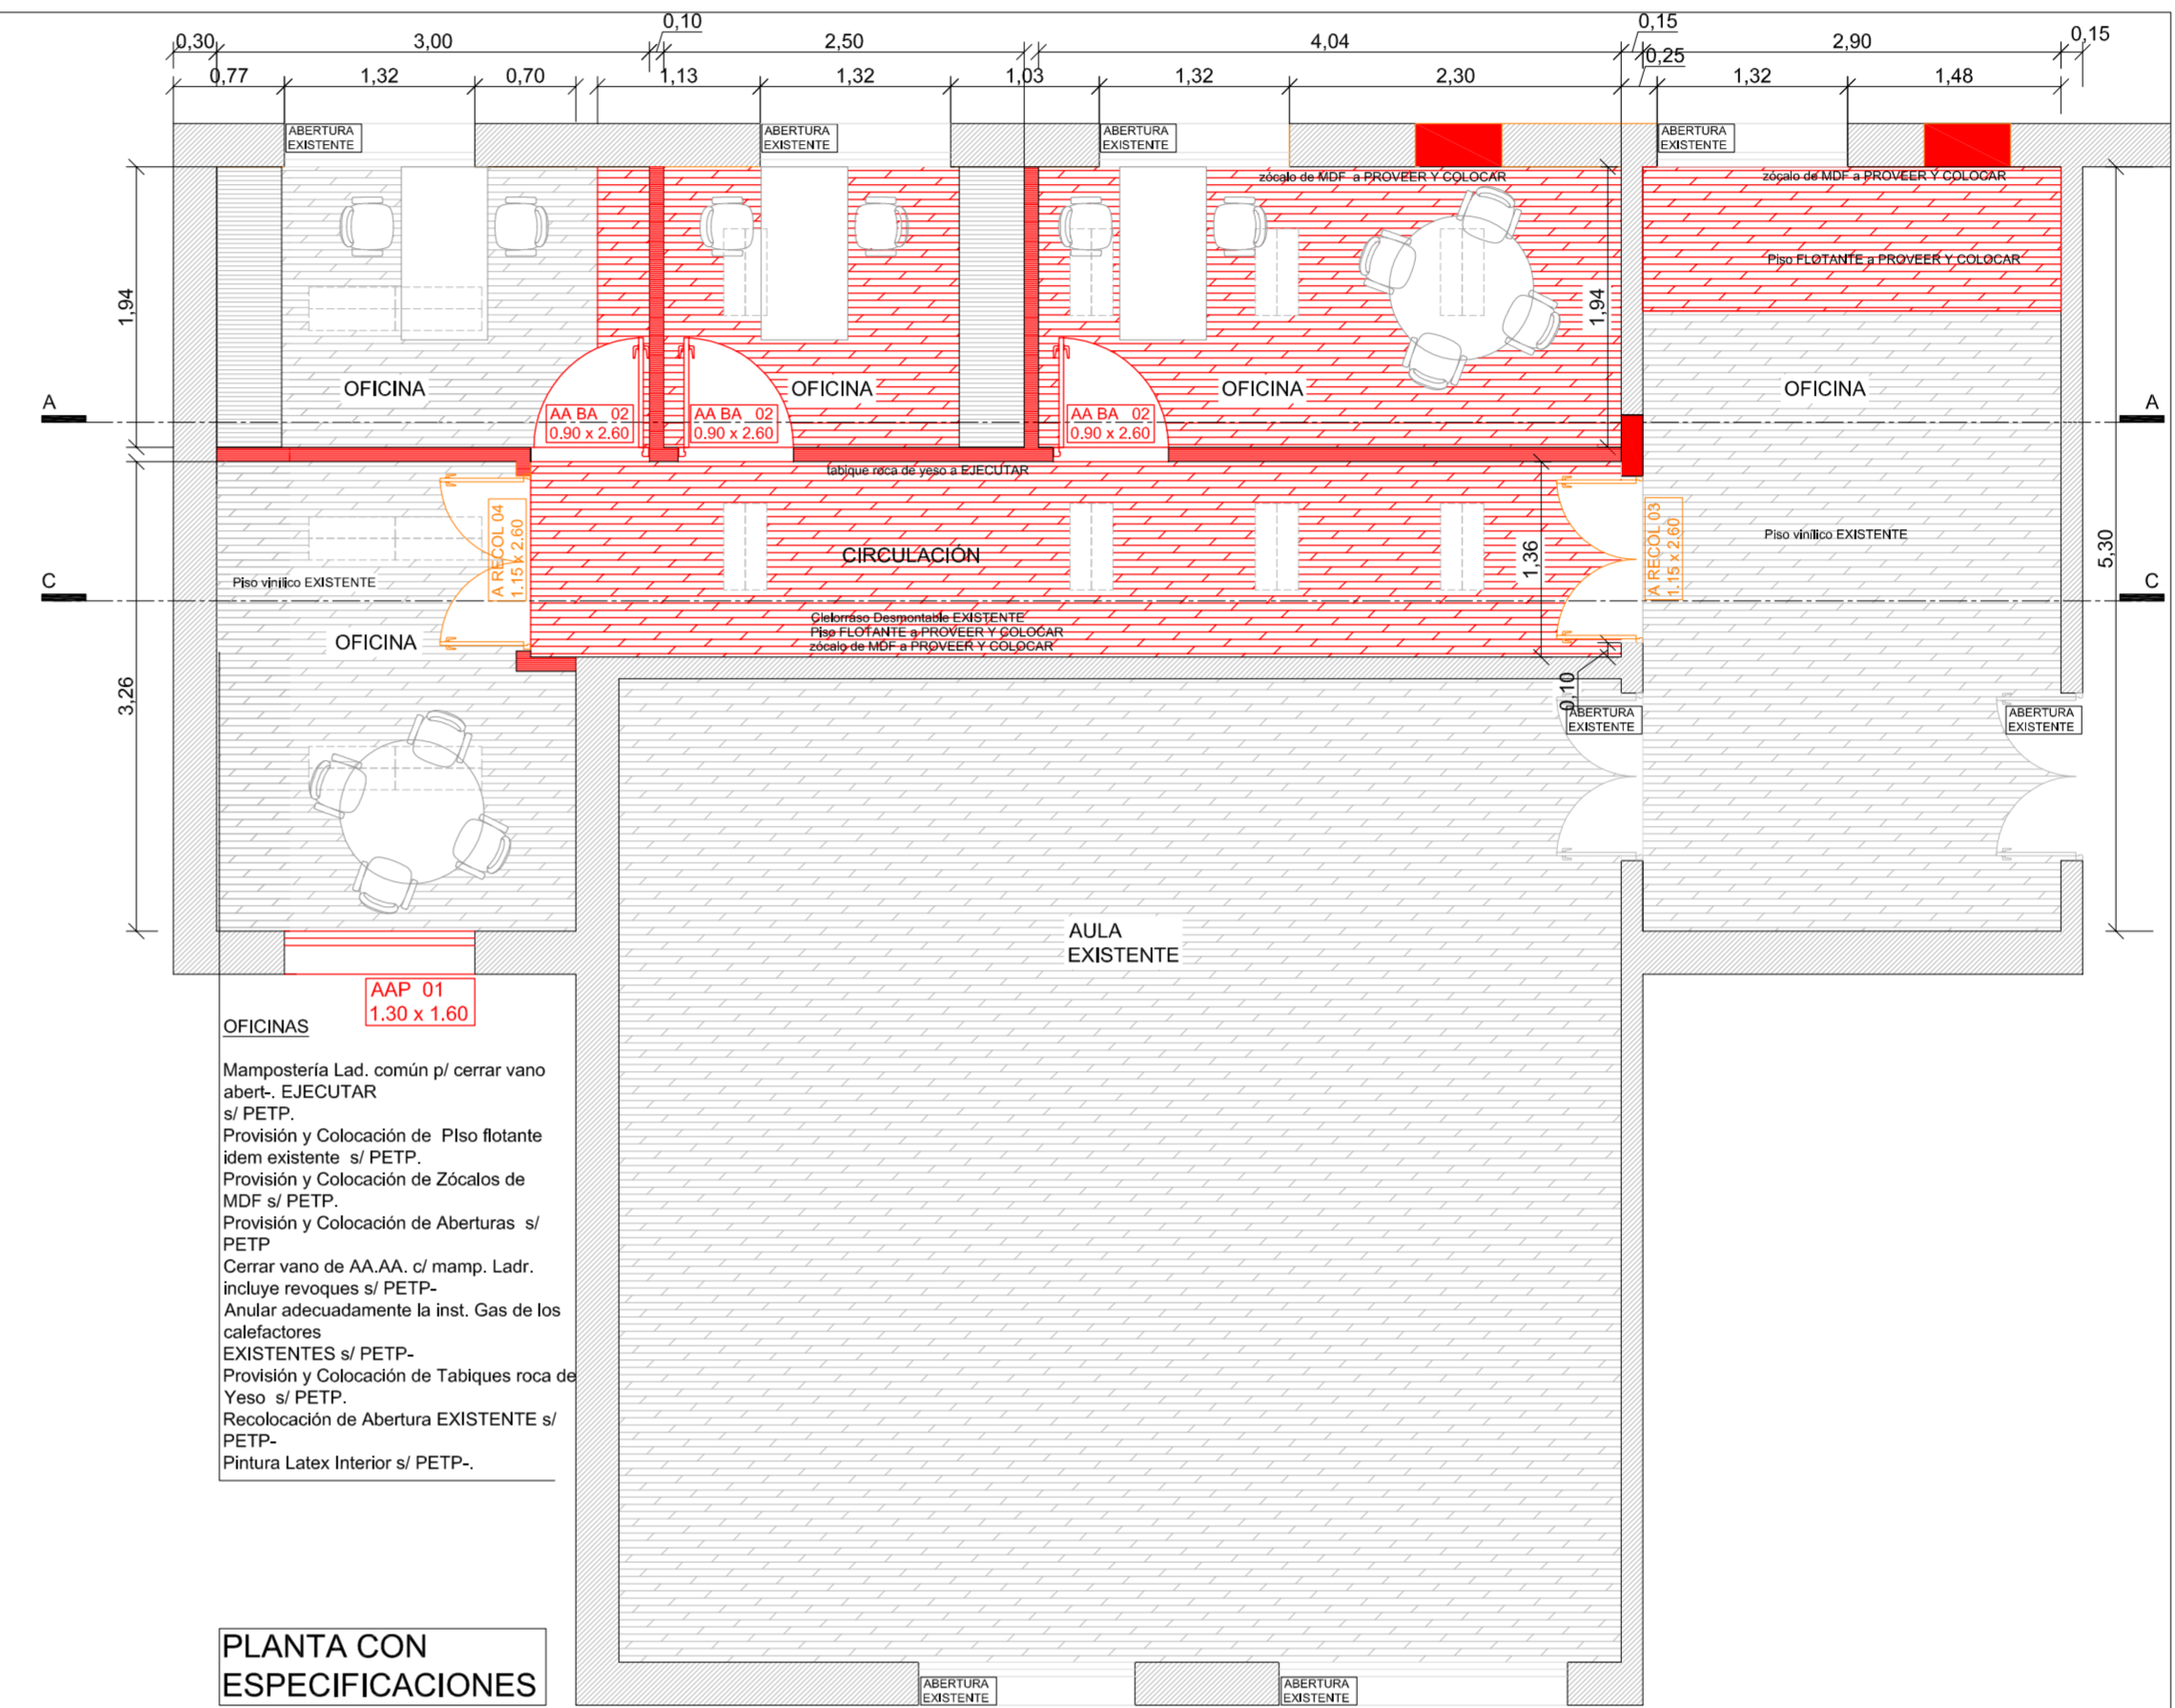 0,10
0,15
0,30
3,00
2,50
4,04
2,90
0,15
0,25
0,77
1,32
0,70
1,13
1,32
1,03
1,32
2,30
1,32
1,48
ABERTURA
EXISTENTE
ABERTURA
EXISTENTE
ABERTURA
EXISTENTE
ABERTURA
EXISTENTE
zócalo de MDF a PROVEER Y COLOCAR
zócalo de MDF a PROVEER Y COLOCAR
Piso FLOTANTE a PROVEER Y COLOCAR
1,94
1,94
OFICINA
OFICINA
OFICINA
OFICINA
A
A
AA BA 02
0.90 x 2.60
AA BA 02
0.90 x 2.60
AA BA 02
0.90 x 2.60
tabique roca de yeso a EJECUTAR
A RECOL 04
1.15 x 2.60
A RECOL 03
1.15 x 2.60
CIRCULACIÓN
1,36
Piso vinílico EXISTENTE
5,30
C
C
Piso vinílico EXISTENTE
Cielorraso Desmontable EXISTENTE
Piso FLOTANTE a PROVEER Y COLOCAR
zócalo de MDF a PROVEER Y COLOCAR
OFICINA
3,26
0,10
ABERTURA
EXISTENTE
ABERTURA
EXISTENTE
AULA
EXISTENTE
AAP 01
1.30 x 1.60
OFICINAS
Mampostería Lad. común p/ cerrar vano
abert-. EJECUTAR
s/ PETP.
Provisión y Colocación de PIso flotante
idem existente s/ PETP.
Provisión y Colocación de Zócalos de
MDF s/ PETP.
Provisión y Colocación de Aberturas s/
PETP
Cerrar vano de AA.AA. c/ mamp. Ladr.
incluye revoques s/ PETP-
Anular adecuadamente la inst. Gas de los
calefactores
EXISTENTES s/ PETP-
Provisión y Colocación de Tabiques roca de
Yeso s/ PETP.
Recolocación de Abertura EXISTENTE s/
PETP-
Pintura Latex Interior s/ PETP-.
PLANTA CON
ESPECIFICACIONES
ABERTURA
EXISTENTE
ABERTURA
EXISTENTE